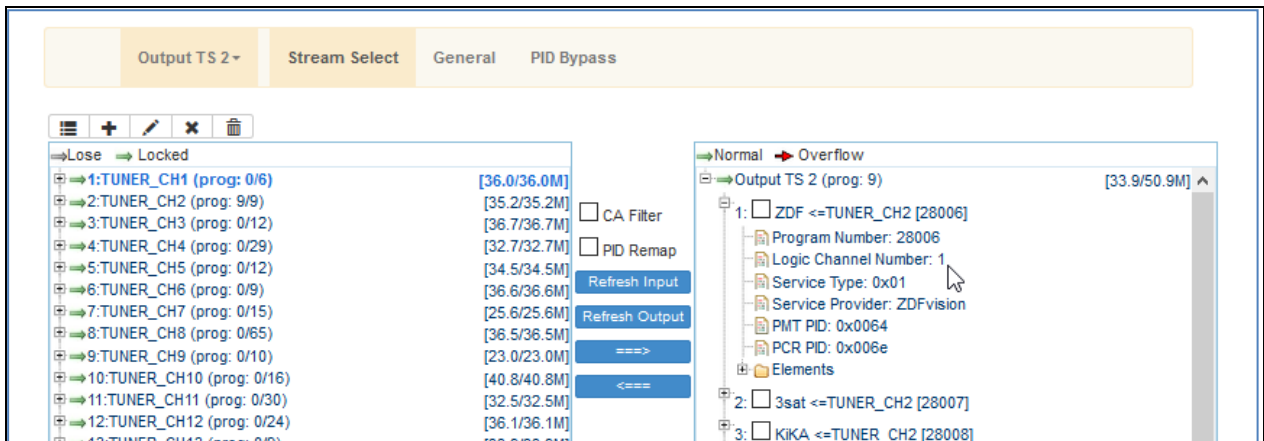 Output TS 2 Stream Select General PID Bypass
⇒Lose ⇒ Locked
1:TUNER_CH1 (prog: 0/6) [36.0/36.0M]
2:TUNER_CH2 (prog: 9/9) [35.2/35.2M]
3:TUNER_CH3 (prog: 0/12) [36.7/36.7M]
4:TUNER_CH4 (prog: 0/29) [32.7/32.7M]
5:TUNER_CH5 (prog: 0/12) [34.5/34.5M]
6:TUNER_CH6 (prog: 0/9) [36.6/36.6M]
7:TUNER_CH7 (prog: 0/15) [25.6/25.6M]
8:TUNER_CH8 (prog: 0/65) [36.5/36.5M]
9:TUNER_CH9 (prog: 0/10) [23.0/23.0M]
10:TUNER_CH10 (prog: 0/16) [40.8/40.8M]
11:TUNER_CH11 (prog: 0/30) [32.5/32.5M]
12:TUNER_CH12 (prog: 0/24) [36.1/36.1M]
CA Filter
PID Remap
Refresh Input
Refresh Output
===>
<===
⇒Normal ➔ Overflow
Output TS 2 (prog: 9) [33.9/50.9M]
1: ZDF <=TUNER_CH2 [28006]
Program Number: 28006
Logic Channel Number: 1
Service Type: 0x01
Service Provider: ZDFvision
PMT PID: 0x0064
PCR PID: 0x006e
Elements
2: 3sat <=TUNER_CH2 [28007]
3: KiKA <=TUNER_CH2 [28008]